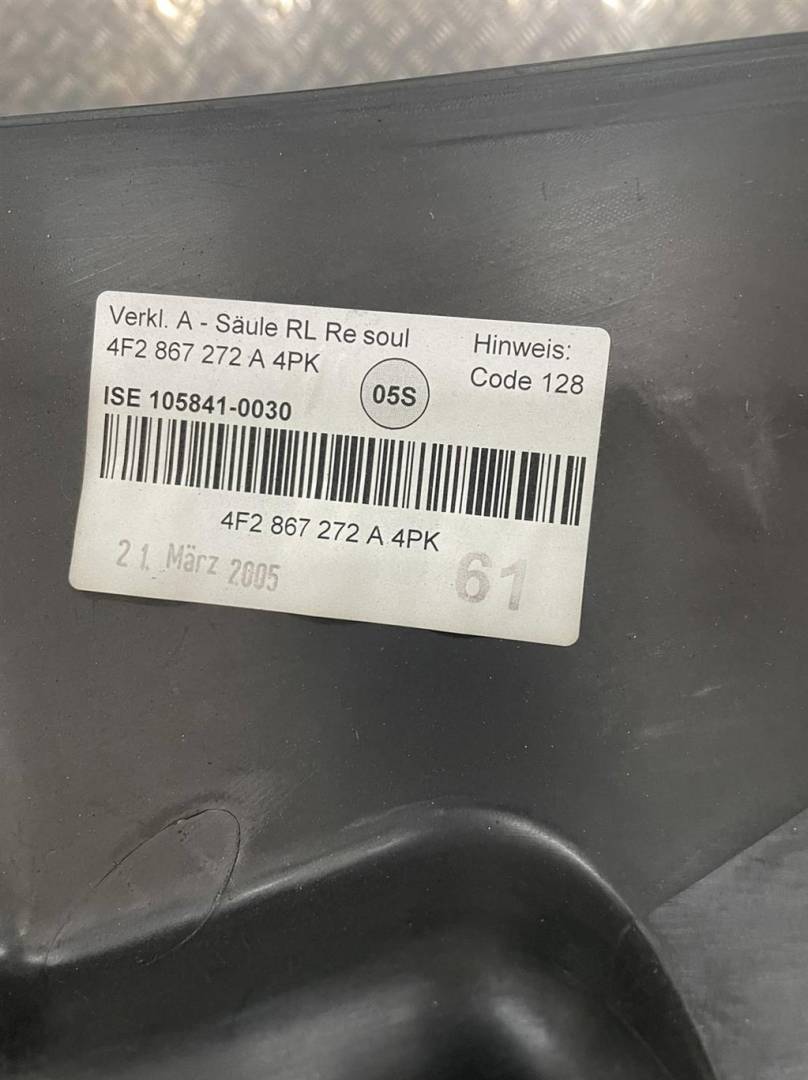 Verkl. A - Säule RL Re soul
4F2 867 272 A 4PK
Hinweis:
Code 128
05S
ISE 105841-0030
4F2 867 272 A 4PK
21. März 2005
61